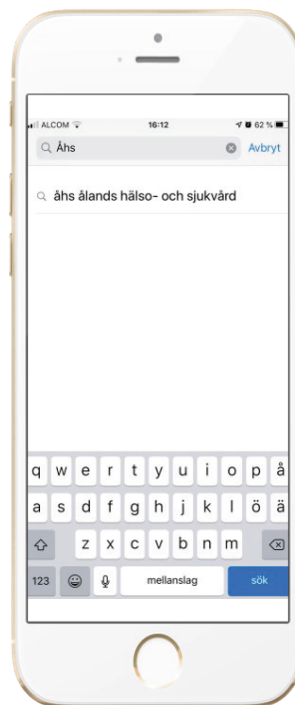 ALCOM 16:12 62 %
Åhs Avbryt
åhs ålands hälso- och sjukvård
q w e r t y u i o p å
a s d f g h j k l ö ä
z x c v b n m
123 mellanslag sök